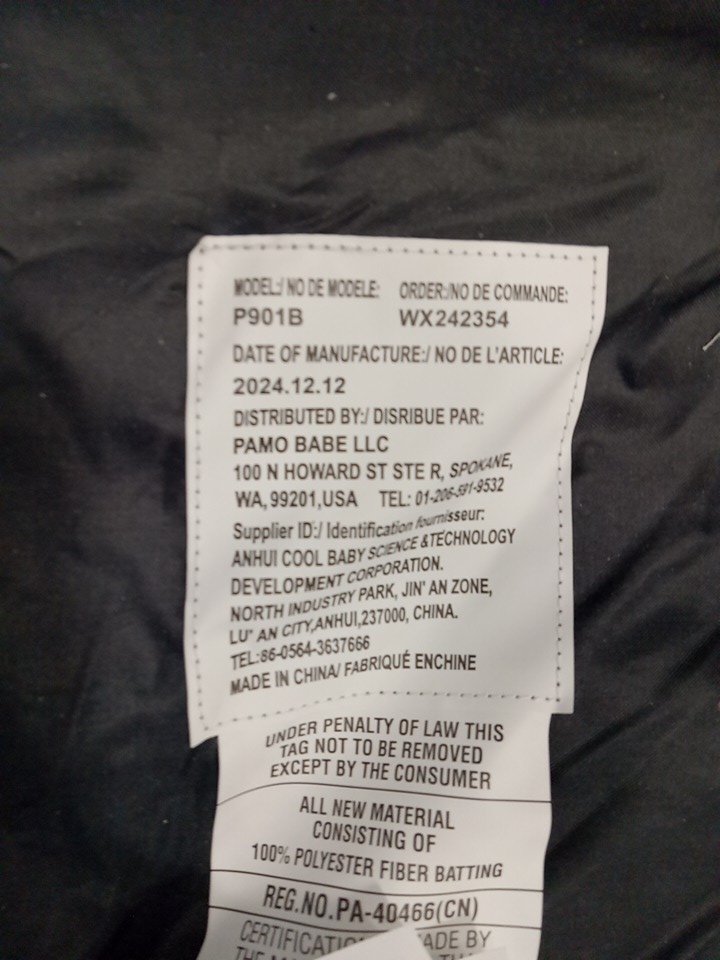 MODEL:/ NO DE MODELE: ORDER:/NO DE COMMANDE:
P901B WX242354
DATE OF MANUFACTURE:/ NO DE L'ARTICLE:
2024.12.12
DISTRIBUTED BY:/ DISRIBUE PAR:
PAMO BABE LLC
100 N HOWARD ST STE R, SPOKANE,
WA, 99201,USA TEL: 01-206-591-9532
Supplier ID:/ Identification fournisseur:
ANHUI COOL BABY SCIENCE &TECHNOLOGY
DEVELOPMENT CORPORATION.
NORTH INDUSTRY PARK, JIN' AN ZONE,
LU' AN CITY,ANHUI,237000, CHINA.
TEL:86-0564-3637666
MADE IN CHINA/ FABRIQUÉ ENCHINE
UNDER PENALTY OF LAW THIS
TAG NOT TO BE REMOVED
EXCEPT BY THE CONSUMER
ALL NEW MATERIAL
CONSISTING OF
100% POLYESTER FIBER BATTING
REG.NO.PA-40466(CN)
BY